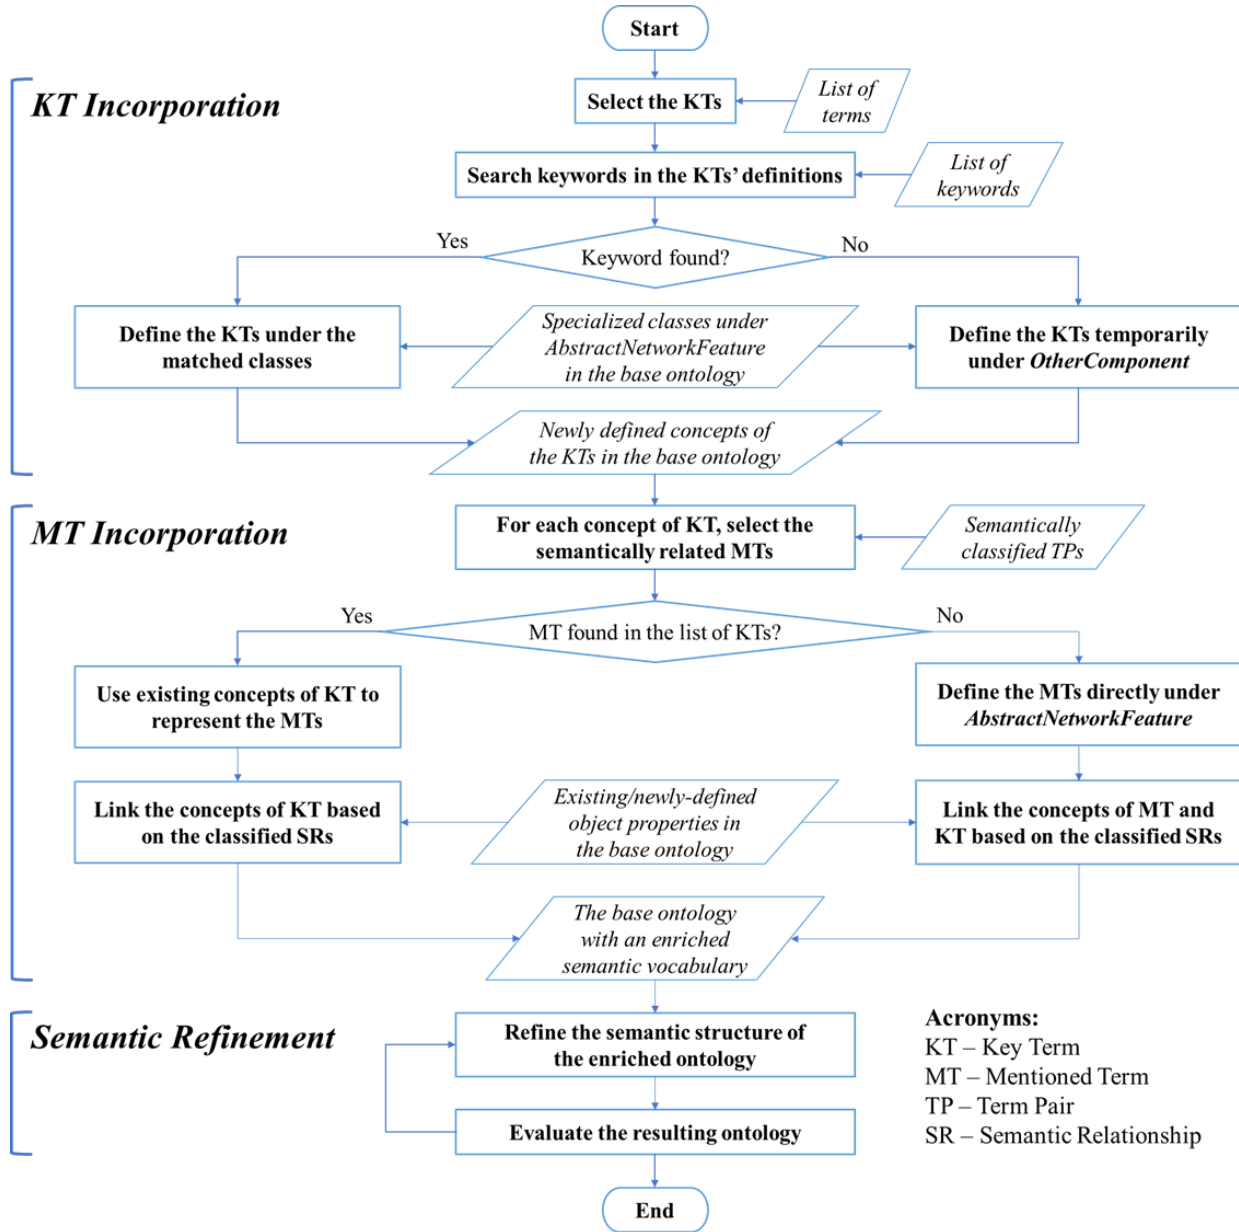 Start
KT Incorporation
Select the KTs
List of
terms
Search keywords in the KTs’ definitions
List of
keywords
Yes
Keyword found?
No
Define the KTs under the
matched classes
Specialized classes under
AbstractNetworkFeature
in the base ontology
Define the KTs temporarily
under OtherComponent
Newly defined concepts of
the KTs in the base ontology
MT Incorporation
For each concept of KT, select the
semantically related MTs
Semantically
classified TPs
Yes
MT found in the list of KTs?
No
Use existing concepts of KT to
represent the MTs
Define the MTs directly under
AbstractNetworkFeature
Link the concepts of KT based
on the classified SRs
Existing/newly-defined
object properties in
the base ontology
Link the concepts of MT and
KT based on the classified SRs
The base ontology
with an enriched
semantic vocabulary
Semantic Refinement
Refine the semantic structure of
the enriched ontology
Evaluate the resulting ontology
End
Acronyms:
KT – Key Term
MT – Mentioned Term
TP – Term Pair
SR – Semantic Relationship